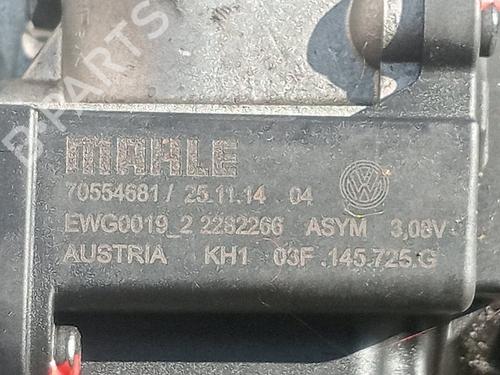 MAHLE
70554681 / 25.11.14 04
EWG0019_2 2282266 ASYM 3,08V
AUSTRIA KH1 03F.145.725.G
B-PARTS